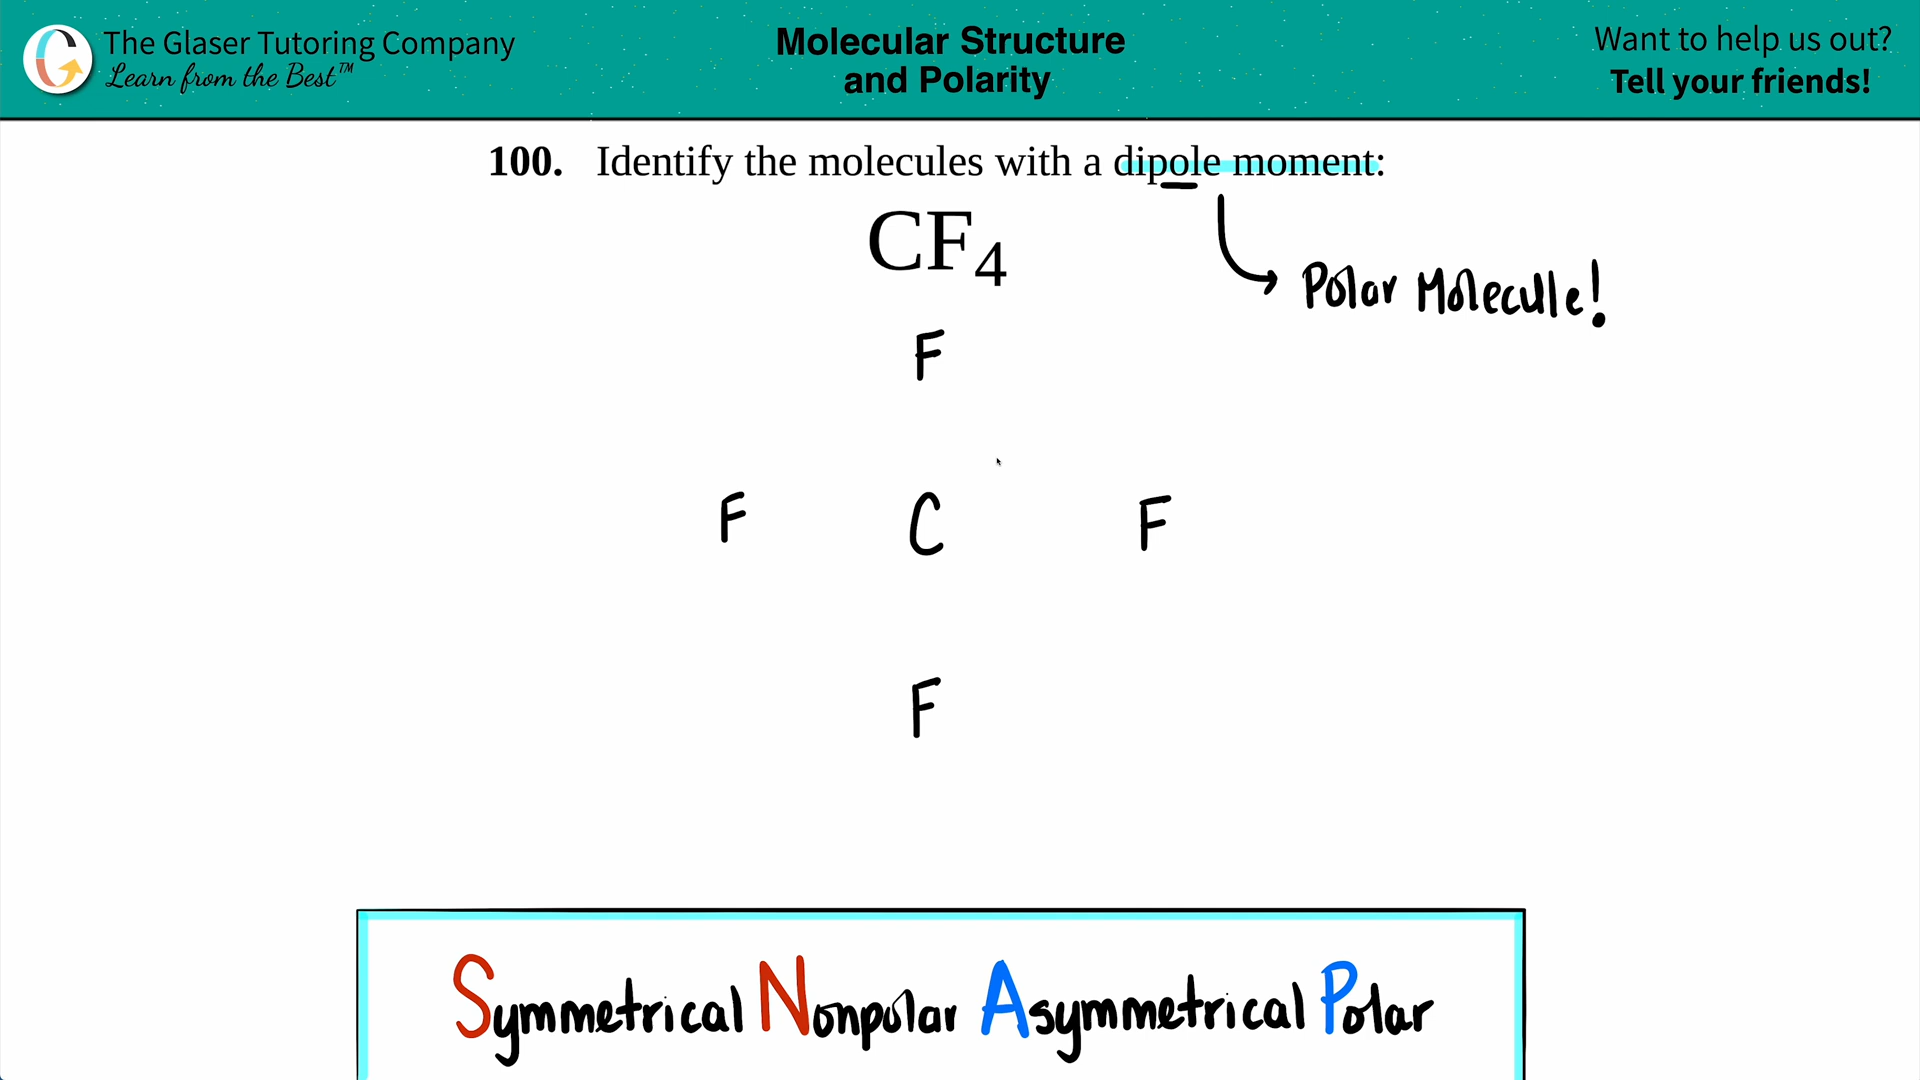 The Glaser Tutoring Company
Learn from the Best™
Molecular Structure
and Polarity
Want to help us out?
Tell your friends!
100. Identify the molecules with a dipole moment:
CF₄
Polar Molecule!
F
F C F
F
Symmetrical Nonpolar Asymmetrical Polar